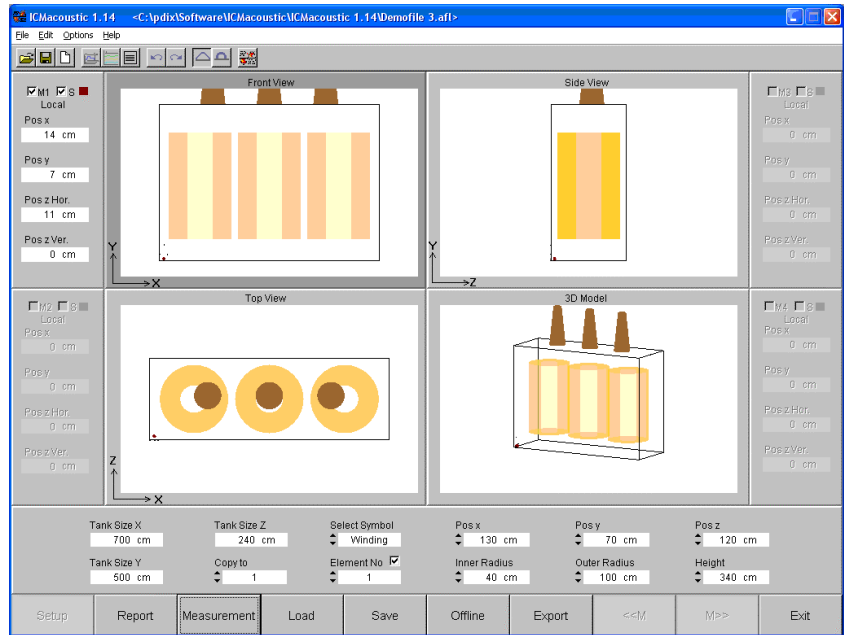 ICMacoustic 1.14 <C:\pdix\Software\ICMacoustic\ICMacoustic 1.14\Demofile 3.afl>
File Edit Options Help
M1 S
Local
Pos x
14 cm
Pos y
7 cm
Pos z Hor.
11 cm
Pos z Ver.
0 cm
Front View
Y
X
Side View
Y
Z
M3 S
Local
Pos x
0 cm
Pos y
0 cm
Pos z Hor.
0 cm
Pos z Ver.
0 cm
M2 S
Local
Pos x
0 cm
Pos y
0 cm
Pos z Hor.
0 cm
Pos z Ver.
0 cm
Top View
Z
X
3D Model
M4 S
Local
Pos x
0 cm
Pos y
0 cm
Pos z Hor.
0 cm
Pos z Ver.
0 cm
Tank Size X Tank Size Z Select Symbol Pos x Pos y Pos z
700 cm 240 cm Winding 130 cm 70 cm 120 cm
Tank Size Y Copy to Element No Inner Radius Outer Radius Height
500 cm 1 1 40 cm 100 cm 340 cm
Setup Report Measurement Load Save Offline Export <<M M>> Exit